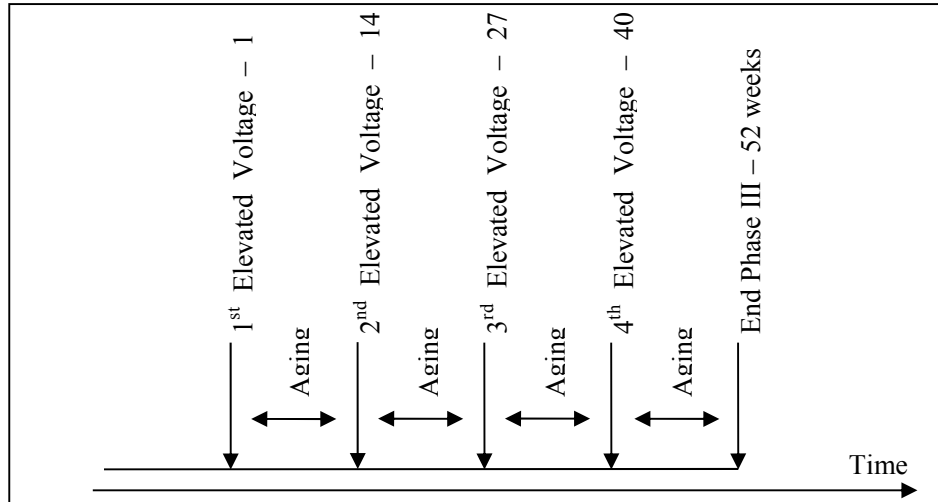 1st Elevated Voltage – 1
Aging
2nd Elevated Voltage – 14
Aging
3rd Elevated Voltage – 27
Aging
4th Elevated Voltage – 40
Aging
End Phase III – 52 weeks
Time